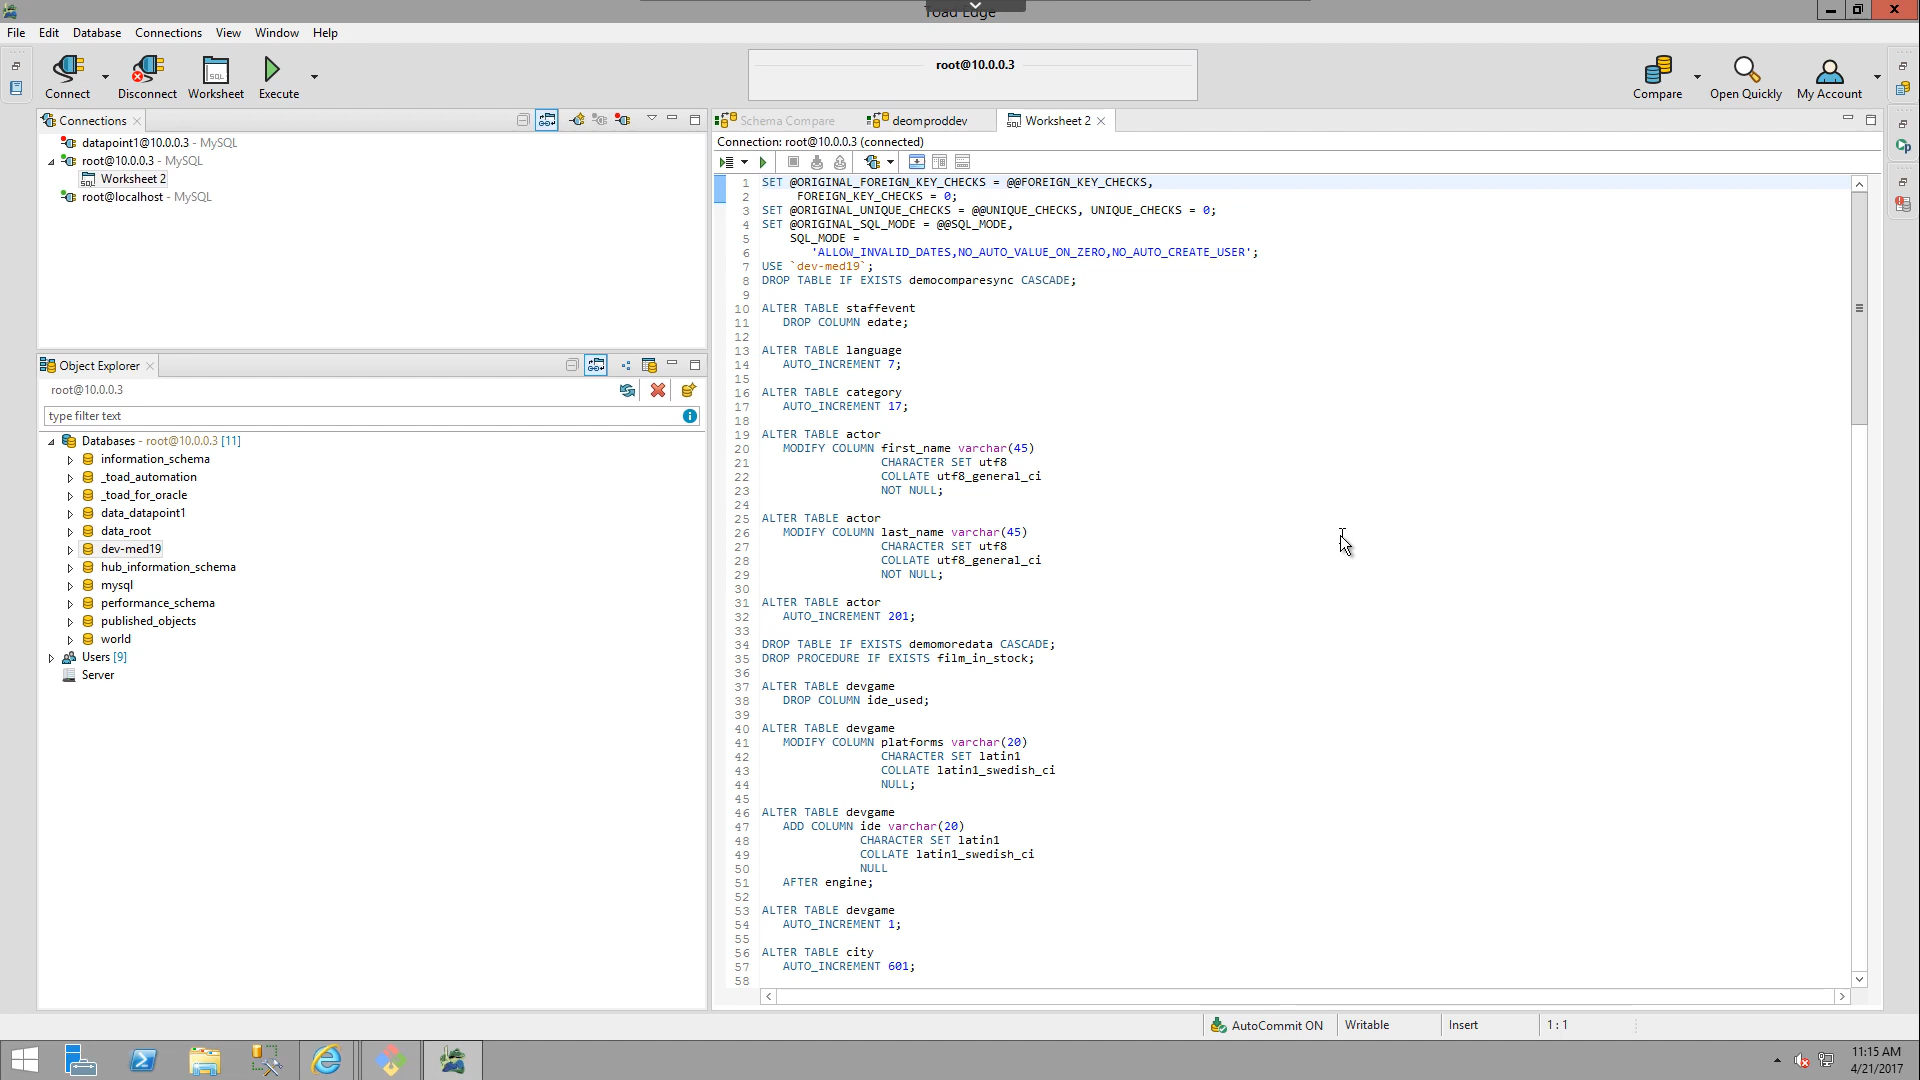 Toad Edge
File Edit Database Connections View Window Help
Connect Disconnect Worksheet Execute
root@10.0.0.3
Compare Open Quickly My Account
Connections
datapoint1@10.0.0.3 - MySQL
root@10.0.0.3 - MySQL
Worksheet 2
root@localhost - MySQL
Object Explorer
root@10.0.0.3
type filter text
Databases - root@10.0.0.3 [11]
information_schema
_toad_automation
_toad_for_oracle
data_datapoint1
data_root
dev-med19
hub_information_schema
mysql
performance_schema
published_objects
world
Users [9]
Server
Schema Compare deomproddev Worksheet 2
Connection: root@10.0.0.3 (connected)
1 SET @ORIGINAL_FOREIGN_KEY_CHECKS = @@FOREIGN_KEY_CHECKS,
2 FOREIGN_KEY_CHECKS = 0;
3 SET @ORIGINAL_UNIQUE_CHECKS = @@UNIQUE_CHECKS, UNIQUE_CHECKS = 0;
4 SET @ORIGINAL_SQL_MODE = @@SQL_MODE,
5 SQL_MODE =
6 'ALLOW_INVALID_DATES,NO_AUTO_VALUE_ON_ZERO,NO_AUTO_CREATE_USER';
7 USE `dev-med19`;
8 DROP TABLE IF EXISTS democomparesync CASCADE;
9
10 ALTER TABLE staffevent
11 DROP COLUMN edate;
12
13 ALTER TABLE language
14 AUTO_INCREMENT 7;
15
16 ALTER TABLE category
17 AUTO_INCREMENT 17;
18
19 ALTER TABLE actor
20 MODIFY COLUMN first_name varchar(45)
21 CHARACTER SET utf8
22 COLLATE utf8_general_ci
23 NOT NULL;
24
25 ALTER TABLE actor
26 MODIFY COLUMN last_name varchar(45)
27 CHARACTER SET utf8
28 COLLATE utf8_general_ci
29 NOT NULL;
30
31 ALTER TABLE actor
32 AUTO_INCREMENT 201;
33
34 DROP TABLE IF EXISTS demomoredata CASCADE;
35 DROP PROCEDURE IF EXISTS film_in_stock;
36
37 ALTER TABLE devgame
38 DROP COLUMN ide_used;
39
40 ALTER TABLE devgame
41 MODIFY COLUMN platforms varchar(20)
42 CHARACTER SET latin1
43 COLLATE latin1_swedish_ci
44 NULL;
45
46 ALTER TABLE devgame
47 ADD COLUMN ide varchar(20)
48 CHARACTER SET latin1
49 COLLATE latin1_swedish_ci
50 NULL
51 AFTER engine;
52
53 ALTER TABLE devgame
54 AUTO_INCREMENT 1;
55
56 ALTER TABLE city
57 AUTO_INCREMENT 601;
58
AutoCommit ON Writable Insert 1 : 1
11:15 AM
4/21/2017